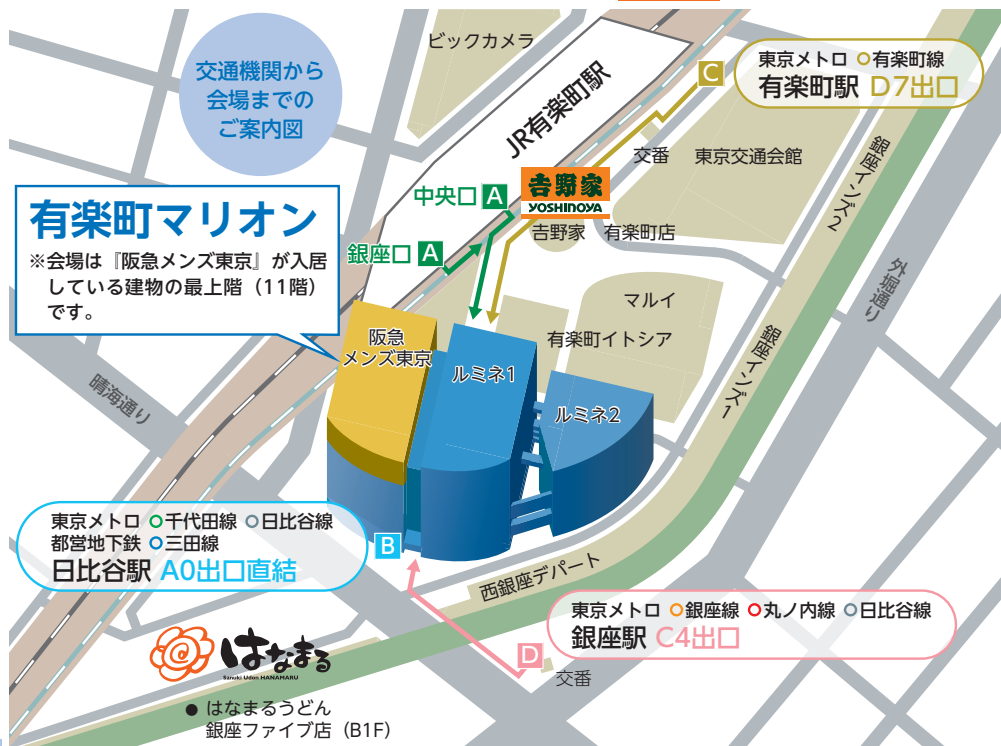 交通機関から
会場までの
ご案内図
ビックカメラ
JR有楽町駅
東京メトロ 有楽町線
有楽町駅 D7出口
C
交番
東京交通会館
銀座インズ2
外堀通り
中央口 A
吉野家
YOSHINOYA
吉野家 有楽町店
銀座口 A
有楽町マリオン
※会場は『阪急メンズ東京』が入居
している建物の最上階（11階）
です。
マルイ
有楽町イトシア
銀座インズ1
阪急
メンズ東京
ルミネ1
ルミネ2
晴海通り
東京メトロ 千代田線 日比谷線
都営地下鉄 三田線
日比谷駅 A0出口直結
B
西銀座デパート
東京メトロ 銀座線 丸ノ内線 日比谷線
銀座駅 C4出口
D
交番
はなまる
Sanuki Udon HANAMARU
● はなまるうどん
銀座ファイブ店（B1F）